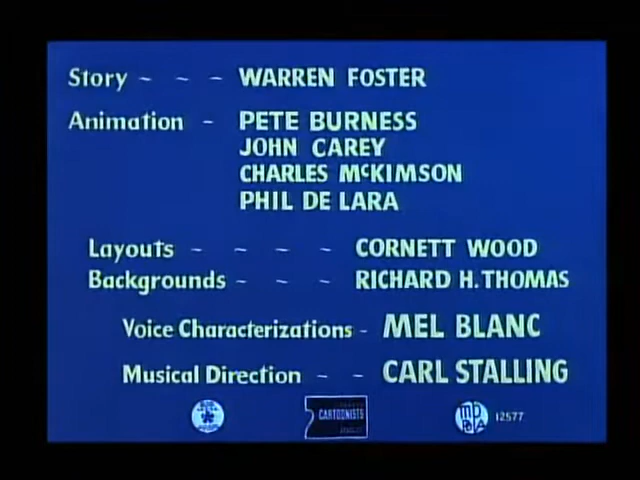 Story ~ ~ ~ WARREN FOSTER
Animation - PETE BURNESS
JOHN CAREY
CHARLES McKIMSON
PHIL DE LARA
Layouts ~ ~ ~ ~ CORNETT WOOD
Backgrounds ~ ~ ~ RICHARD H. THOMAS
Voice Characterizations - MEL BLANC
Musical Direction ~ ~ CARL STALLING
CARTOONISTS
12577